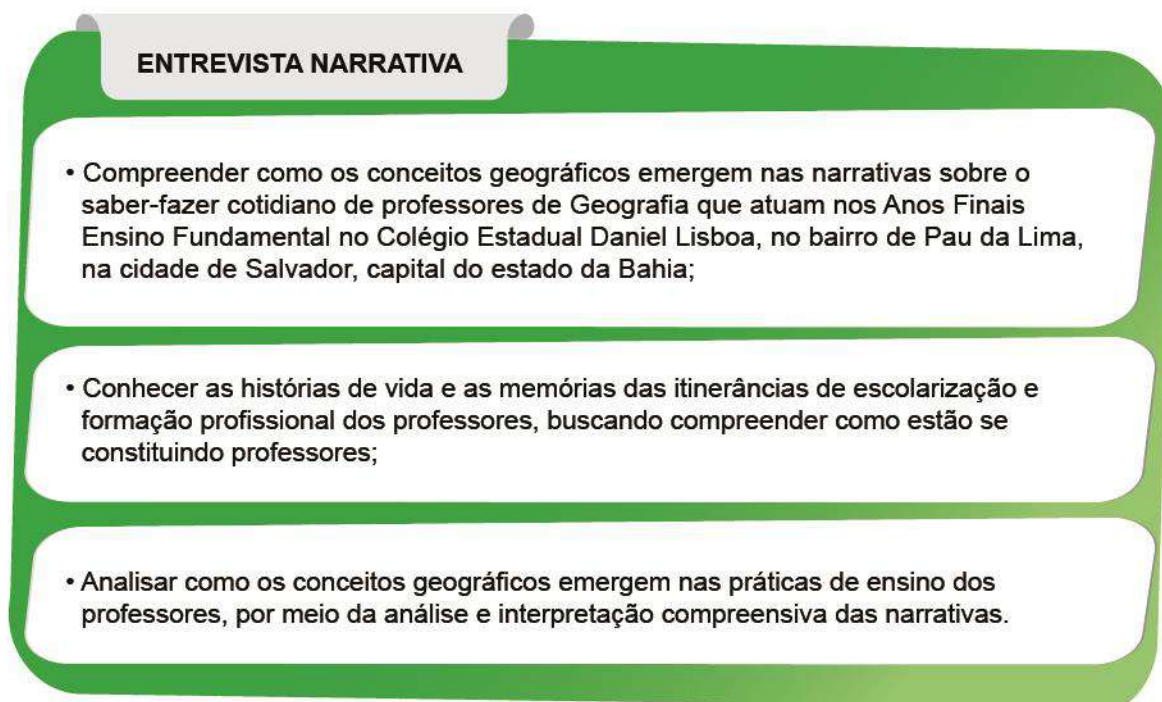 ENTREVISTA NARRATIVA
• Compreender como os conceitos geográficos emergem nas narrativas sobre o
saber-fazer cotidiano de professores de Geografia que atuam nos Anos Finais
Ensino Fundamental no Colégio Estadual Daniel Lisboa, no bairro de Pau da Lima,
na cidade de Salvador, capital do estado da Bahia;
• Conhecer as histórias de vida e as memórias das itinerâncias de escolarização e
formação profissional dos professores, buscando compreender como estão se
constituindo professores;
• Analisar como os conceitos geográficos emergem nas práticas de ensino dos
professores, por meio da análise e interpretação compreensiva das narrativas.